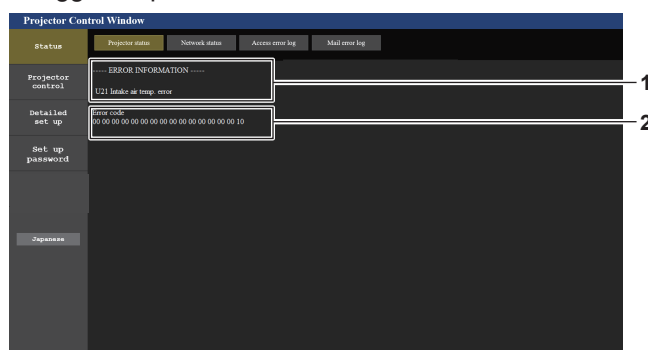 Projector Control Window
Status
Projector status Network status Access error log Mail error log
----- ERROR INFORMATION -----
U21 Intake air temp. error
1
Projector
control
Detailed
set up
Error code
00 00 00 00 00 00 00 00 00 00 00 00 00 00 00 10
2
Set up
password
Japanese